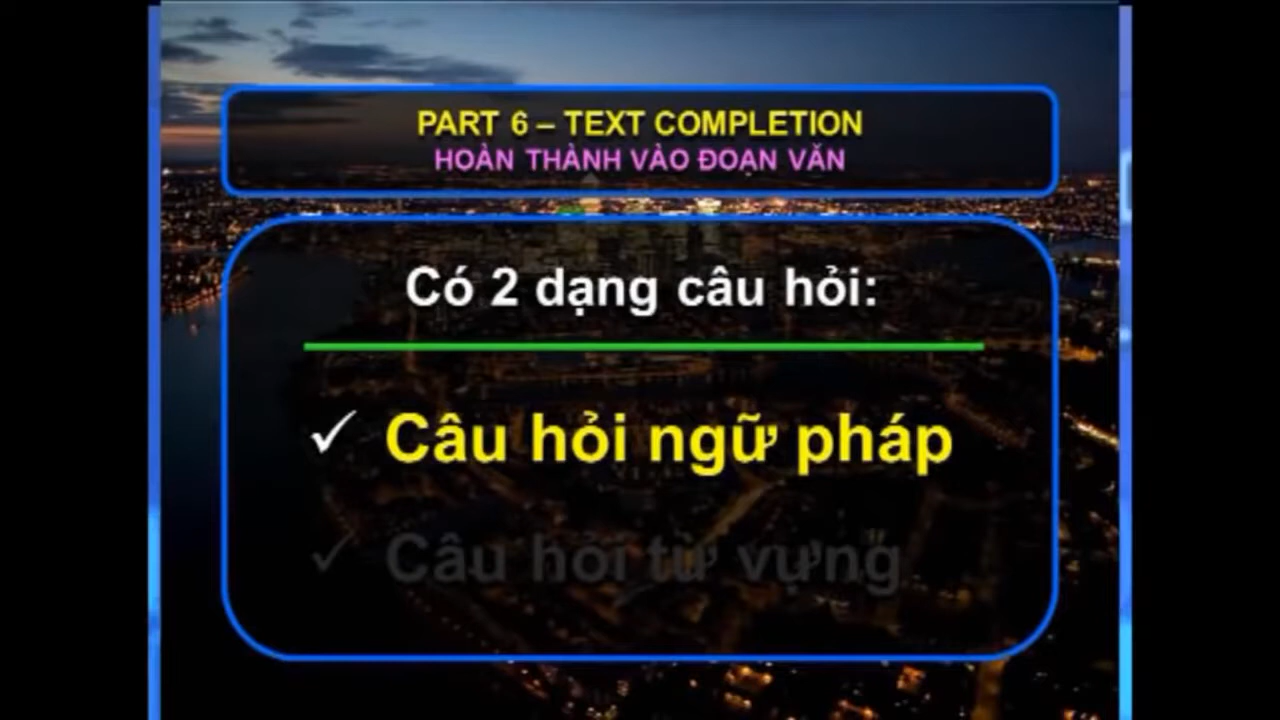 PART 6 – TEXT COMPLETION
HOÀN THÀNH VÀO ĐOẠN VĂN
Có 2 dạng câu hỏi:
✓ Câu hỏi ngữ pháp
✓ Câu hỏi từ vựng